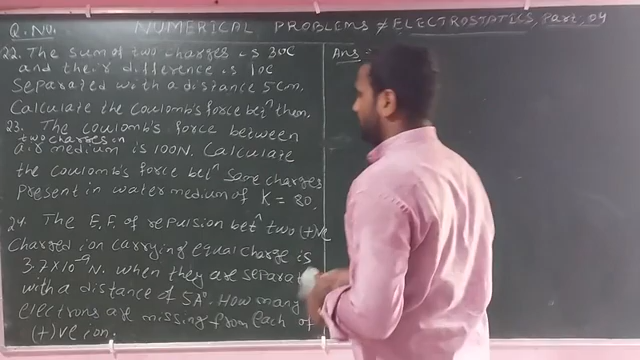 Q. No. NUMERICAL PROBLEMS ELECTROSTATICS, Part, 04
22. The sum of two charges is 30C
and their difference is 10C
Separated with a distance 5cm.
Calculate the Coulomb's force betⁿ them.
23. The Coulomb's force between
two charges in
air medium is 100N. Calculate
the Coulomb's force betⁿ same charges
Present in water medium of K = 80.
24. The E.F. of repulsion betⁿ two (+)ve
Charged ion carrying equal charge is
3.7×10⁻⁹N. when they are separat
with a distance of 5A°. How many
electrons are missing from each of
(+)ve ion.
Ans =